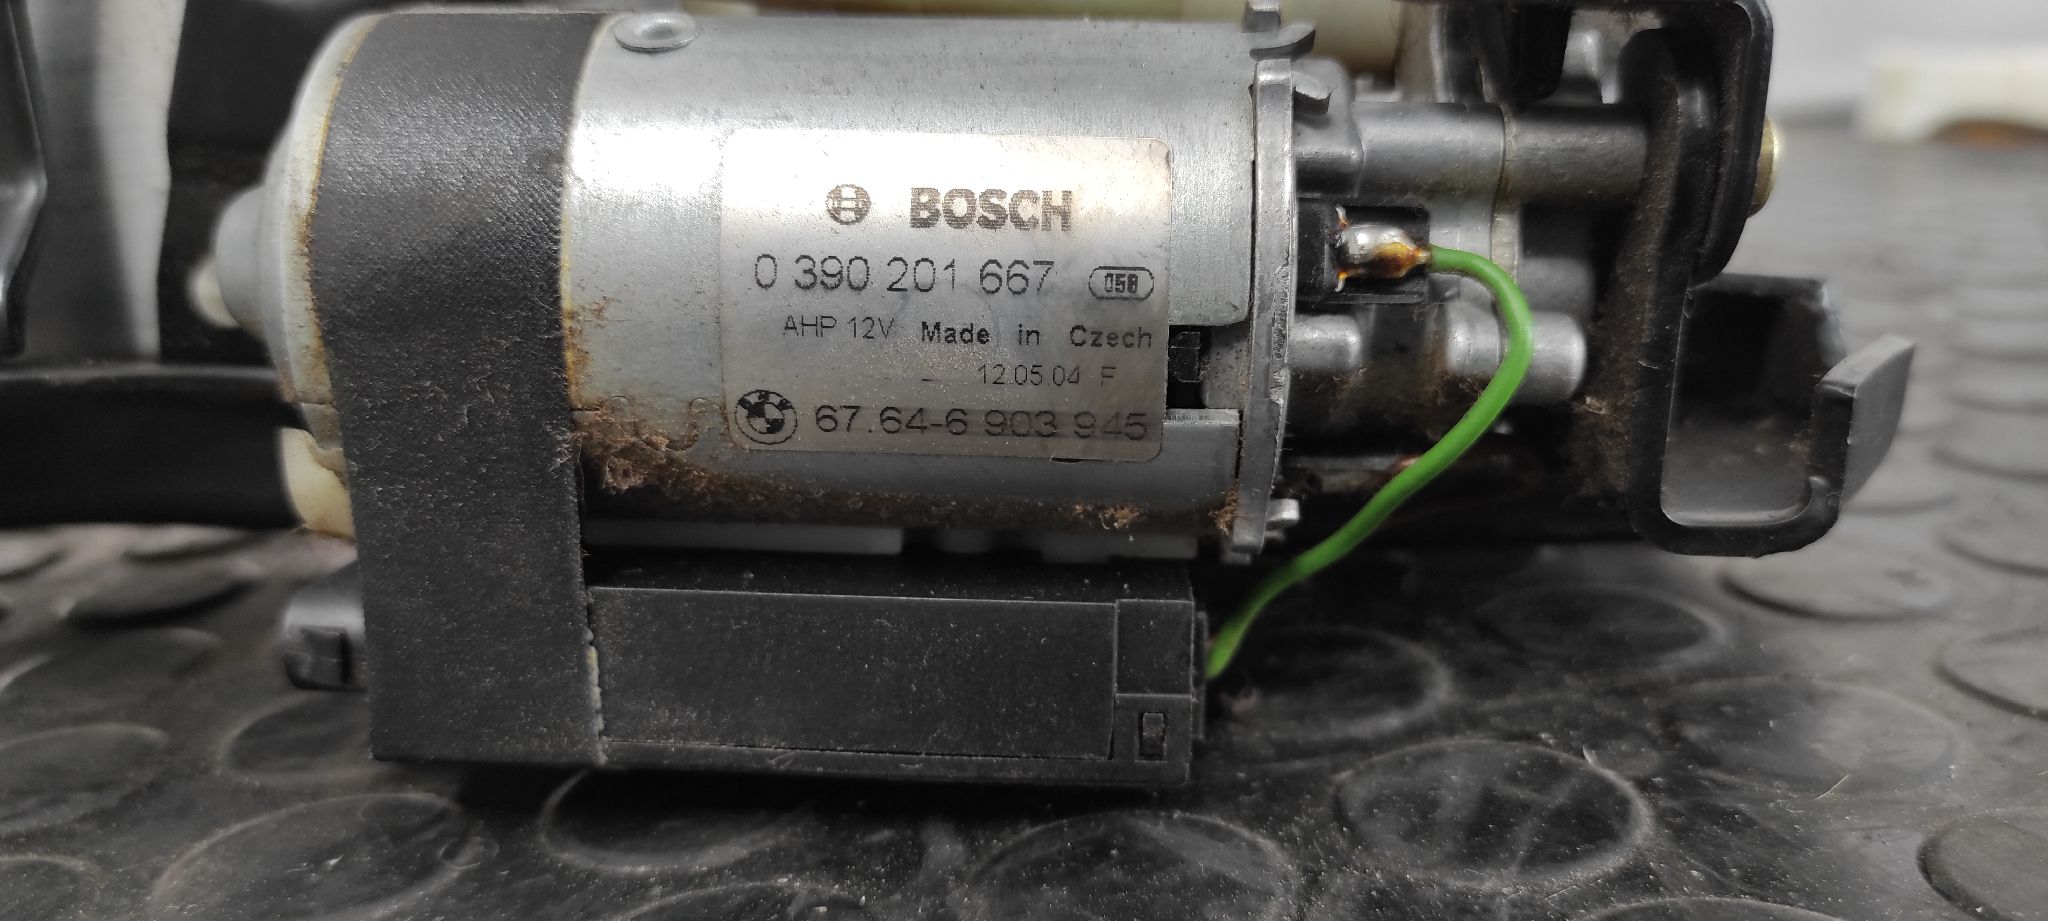 BOSCH
0 390 201 667 058
AHP 12V Made in Czech
12.05.04 F
67.64-6 903 945